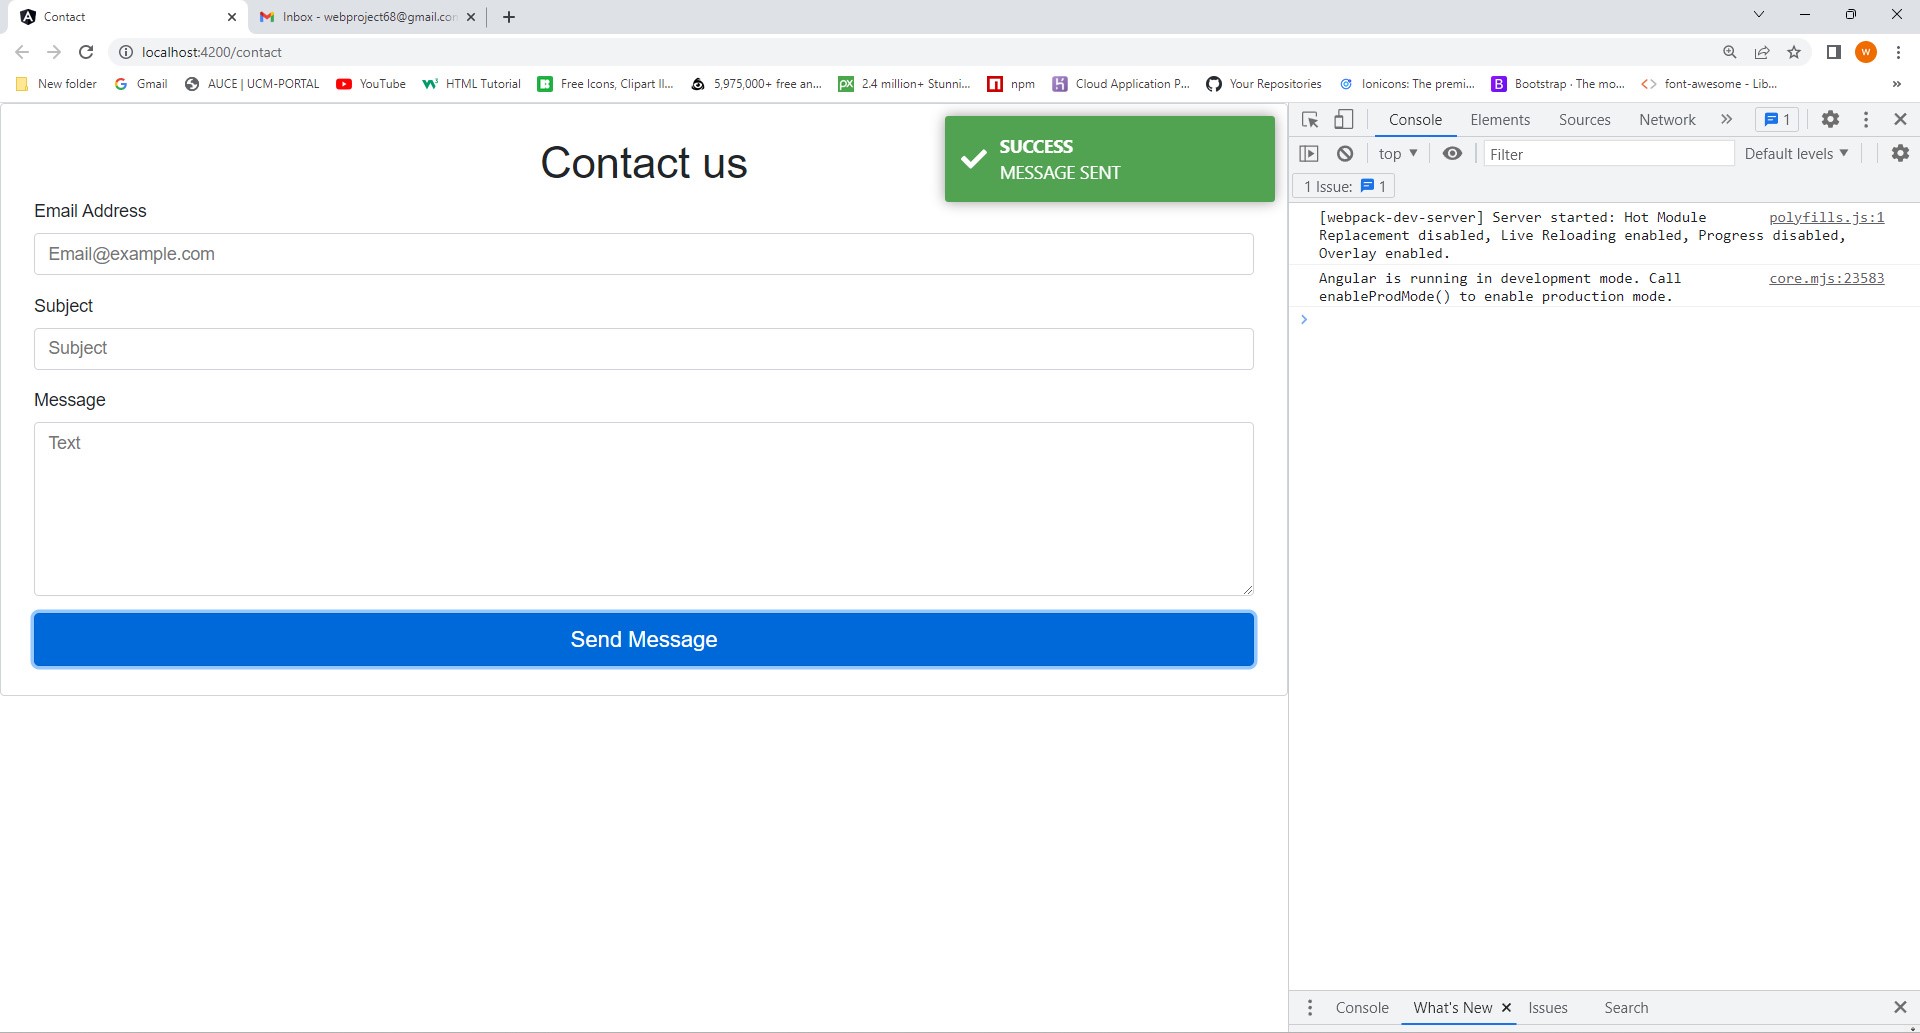 Contact
Inbox - webproject68@gmail.con
localhost:4200/contact
W
New folder
Gmail
AUCE | UCM-PORTAL
YouTube
HTML Tutorial
Free Icons, Clipart Il...
5,975,000+ free an...
2.4 million+ Stunni...
npm
Cloud Application P...
Your Repositories
Ionicons: The premi...
Bootstrap · The mo...
font-awesome - Lib...
»
Contact us
SUCCESS
MESSAGE SENT
Email Address
Email@example.com
Subject
Subject
Message
Text
Send Message
Console Elements Sources Network » 1
top Filter Default levels
1 Issue: 1
[webpack-dev-server] Server started: Hot Module polyfills.js:1
Replacement disabled, Live Reloading enabled, Progress disabled,
Overlay enabled.
Angular is running in development mode. Call core.mjs:23583
enableProdMode() to enable production mode.
Console What's New Issues Search